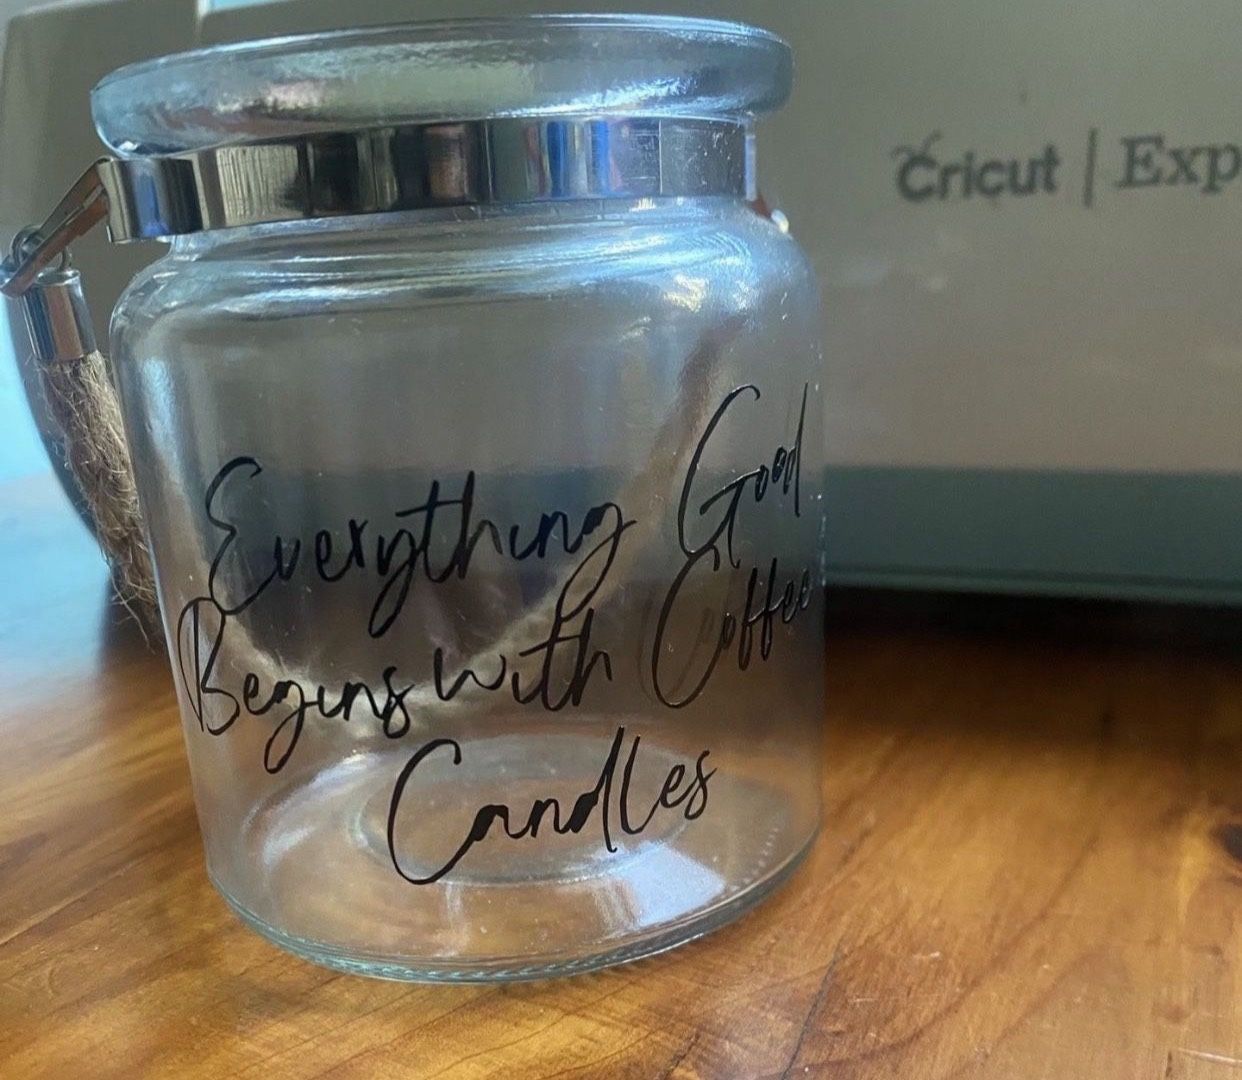 Cricut | Exp
Everything Good
Begins with Coffee
Candles